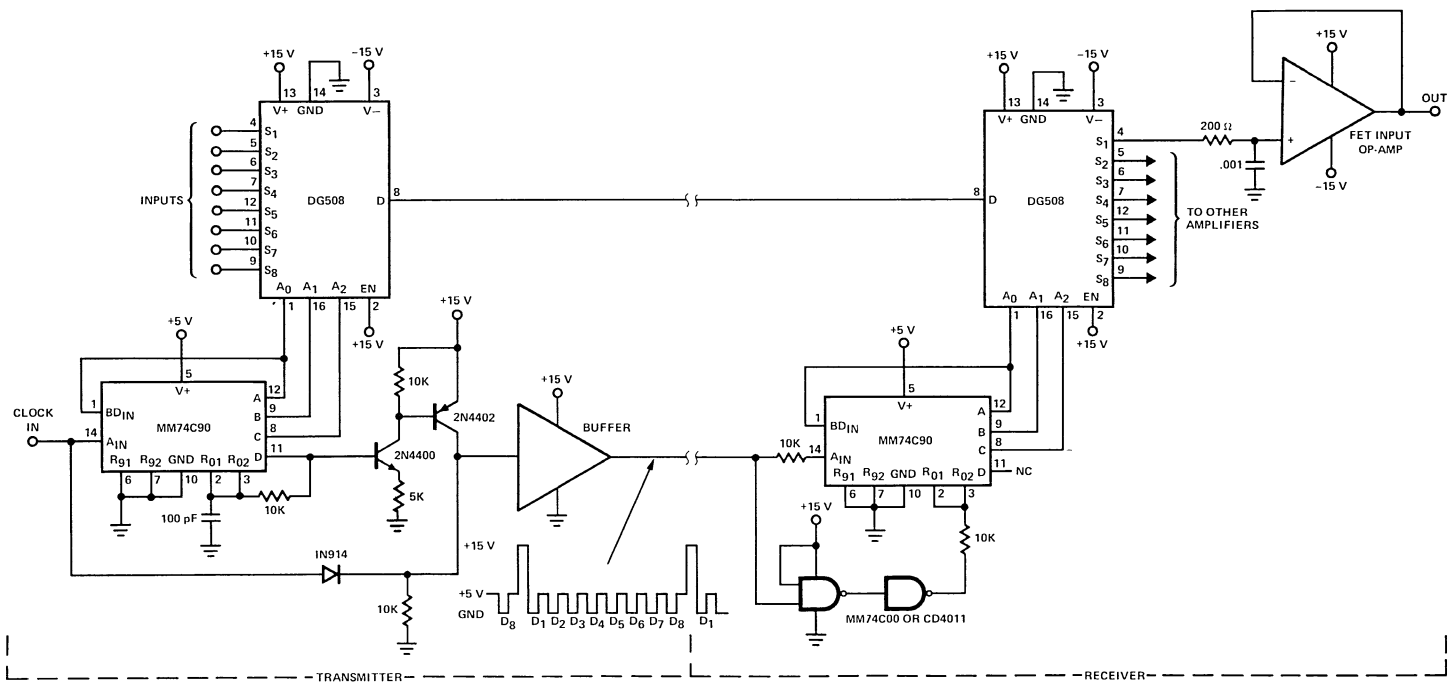 +15 V
-15 V
13
14
3
V+
GND
V−
INPUTS
4 S1
5 S2
6 S3
7 S4
12 S5
11 S6
10 S7
9 S8
DG508
D
8
A0 A1 A2 EN
1 16 15 2
+15 V
+5 V
5
V+
CLOCK IN
1
BDIN
14
AIN
MM74C90
A 12
B 9
C 8
D 11
R91 R92 GND R01 R02
6 7 10 2 3
100 pF
10K
+15 V
10K
2N4402
2N4400
5K
IN914
10K
+15 V
BUFFER
+15 V
+5 V
GND
D8 D1 D2 D3 D4 D5 D6 D7 D8 D1
TRANSMITTER
+15 V
−15 V
13
14
3
V+
GND
V−
8
D
DG508
S1 4
S2 5
S3 6
S4 7
S5 12
S6 11
S7 10
S8 9
TO OTHER
AMPLIFIERS
A0 A1 A2 EN
1 16 15 2
+15 V
200 Ω
.001
−
+
+15 V
−15 V
FET INPUT
OP-AMP
OUT
+5 V
5
V+
1
BDIN
10K
14
AIN
MM74C90
A 12
B 9
C 8
D 11
NC
R91 R92 GND R01 R02
6 7 10 2 3
10K
+15 V
MM74C00 OR CD4011
RECEIVER